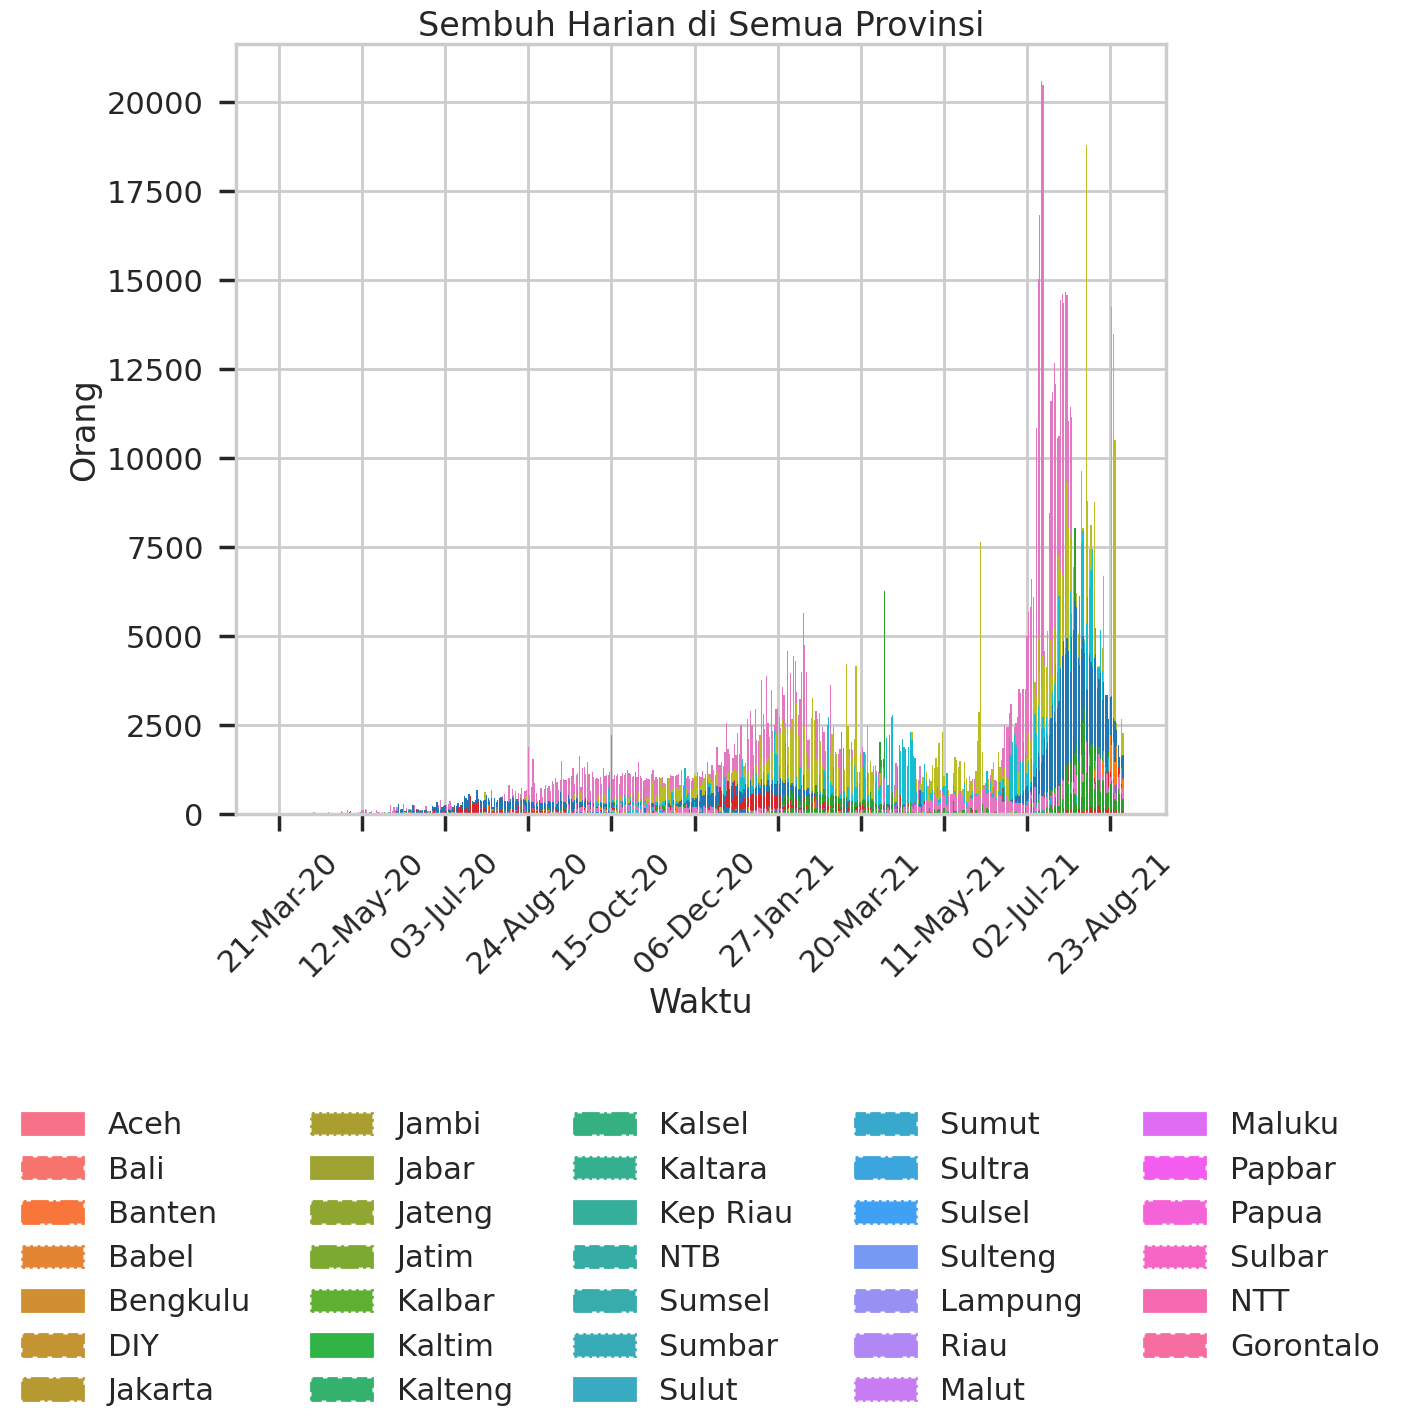 Sembuh Harian di Semua Provinsi
20000
17500
15000
12500
10000
7500
5000
2500
0
Orang
21-Mar-20
12-May-20
03-Jul-20
24-Aug-20
15-Oct-20
06-Dec-20
27-Jan-21
20-Mar-21
11-May-21
02-Jul-21
23-Aug-21
Waktu
Aceh
Bali
Banten
Babel
Bengkulu
DIY
Jakarta
Jambi
Jabar
Jateng
Jatim
Kalbar
Kaltim
Kalteng
Kalsel
Kaltara
Kep Riau
NTB
Sumsel
Sumbar
Sulut
Sumut
Sultra
Sulsel
Sulteng
Lampung
Riau
Malut
Maluku
Papbar
Papua
Sulbar
NTT
Gorontalo